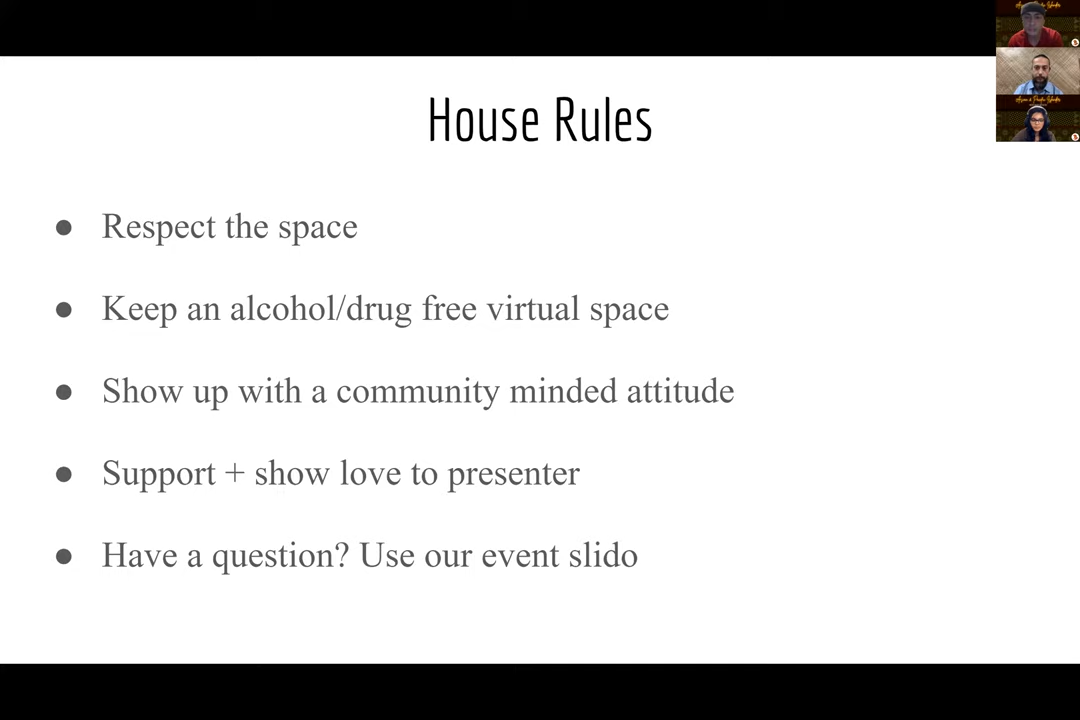 House Rules
● Respect the space
● Keep an alcohol/drug free virtual space
● Show up with a community minded attitude
● Support + show love to presenter
● Have a question? Use our event slido